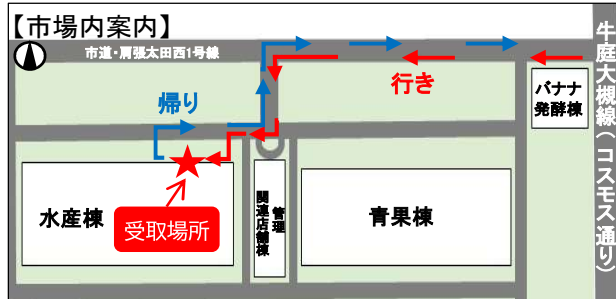 【市場内案内】
市道・肩張太田西1号線
牛庭大槻線（コスモス通り）
行き
帰り
バナナ
発酵棟
水産棟
受取場所
管理
関連店舗棟
青果棟